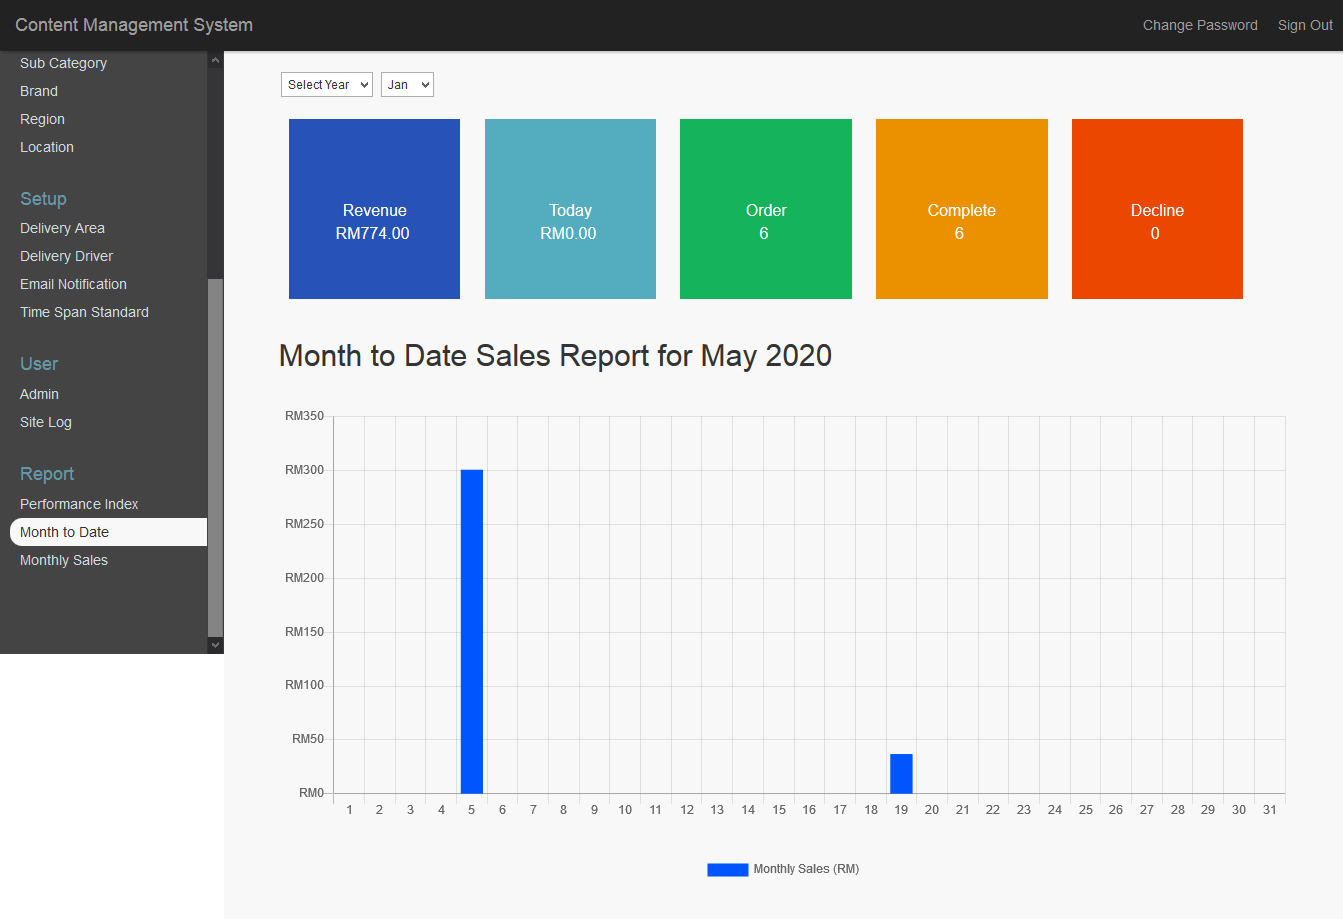 Content Management System
Change Password Sign Out
Sub Category
Brand
Region
Location
Setup
Delivery Area
Delivery Driver
Email Notification
Time Span Standard
User
Admin
Site Log
Report
Performance Index
Month to Date
Monthly Sales
Select Year Jan
Revenue
RM774.00
Today
RM0.00
Order
6
Complete
6
Decline
0
Month to Date Sales Report for May 2020
RM350
RM300
RM250
RM200
RM150
RM100
RM50
RM0
1 2 3 4 5 6 7 8 9 10 11 12 13 14 15 16 17 18 19 20 21 22 23 24 25 26 27 28 29 30 31
Monthly Sales (RM)